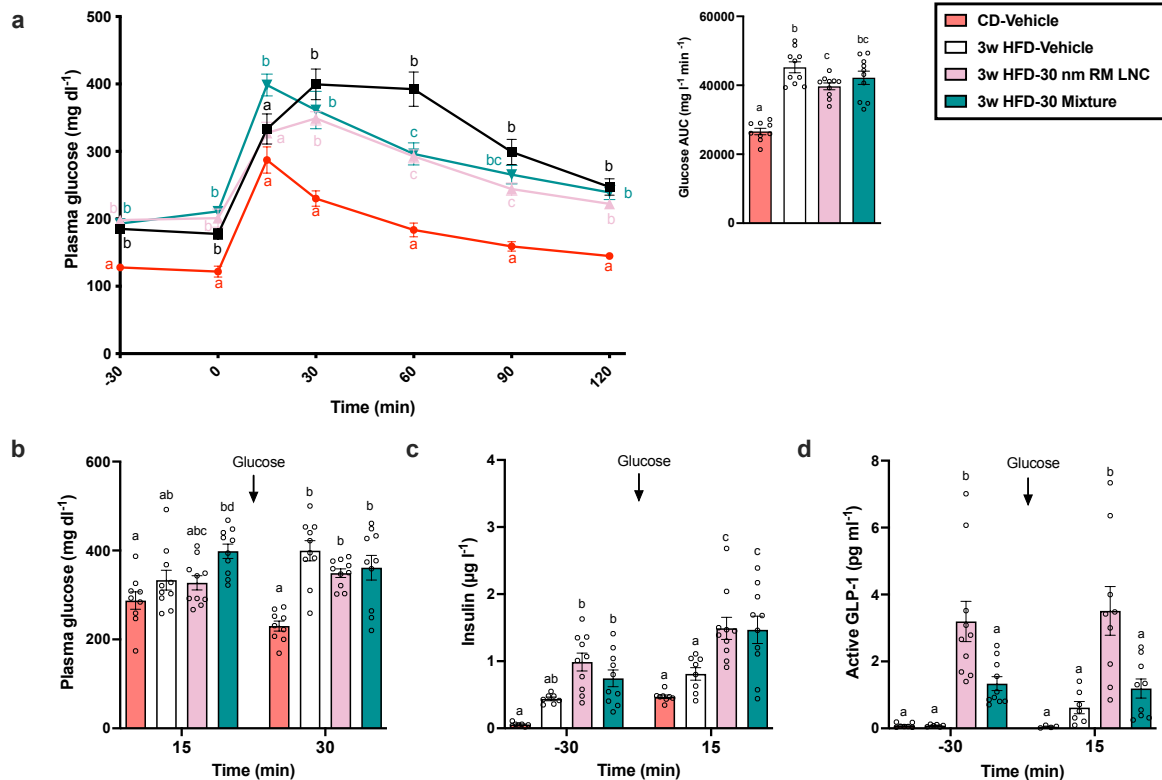 a
Plasma glucose (mg dl⁻¹)
500
400
300
200
100
0
b
b
b
b
b
b
b
a
a
b
b
b
b
c
c
bc
c
b
b
b
b
a
a
a
a
a
a
a
-30
0
30
60
90
120
Time (min)
Glucose AUC (mg l⁻¹ min⁻¹)
60000
40000
20000
0
a
b
c
bc
CD-Vehicle
3w HFD-Vehicle
3w HFD-30 nm RM LNC
3w HFD-30 Mixture
b
Plasma glucose (mg dl⁻¹)
600
400
200
0
Glucose
a
ab
abc
bd
a
b
b
b
15
30
Time (min)
c
Insulin (µg l⁻¹)
4
3
2
1
0
Glucose
a
ab
b
b
a
a
c
c
-30
15
Time (min)
d
Active GLP-1 (pg ml⁻¹)
8
6
4
2
0
Glucose
a
a
b
a
a
a
b
a
-30
15
Time (min)